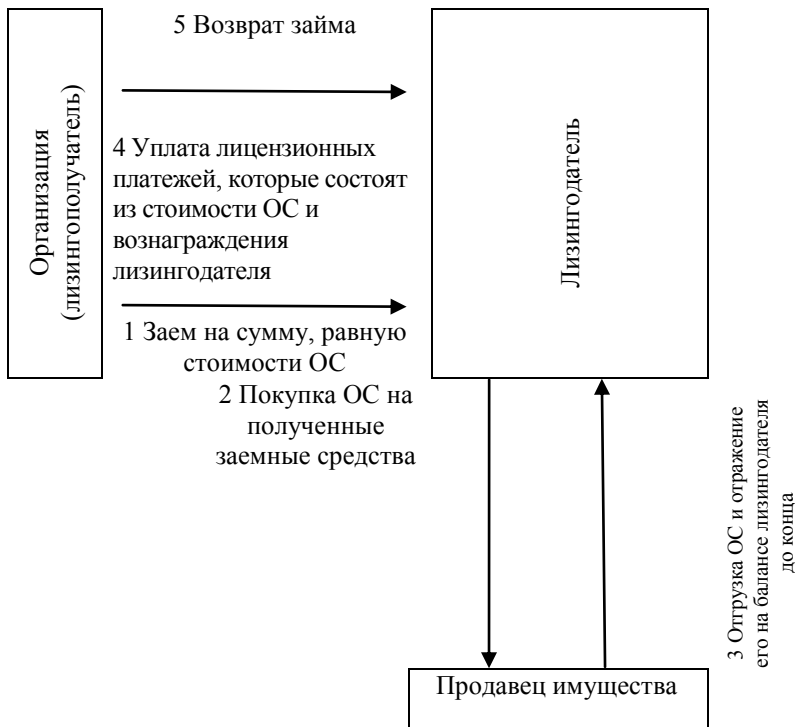 5 Возврат займа
Организация
(лизингополучатель)
4 Уплата лицензионных
платежей, которые состоят
из стоимости ОС и
вознаграждения
лизингодателя
Лизингодатель
1 Заем на сумму, равную
стоимости ОС
2 Покупка ОС на
полученные
заемные средства
3 Отгрузка ОС и отражение
его на балансе лизингодателя
до конца
Продавец имущества